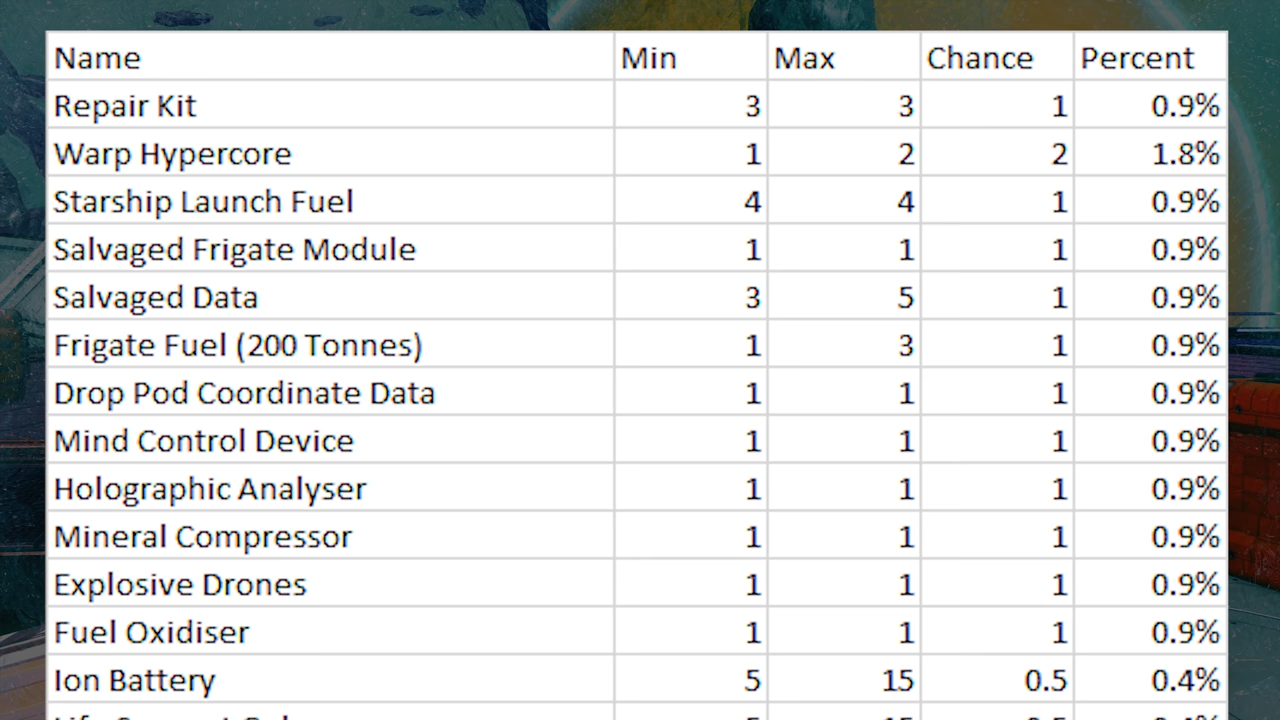 Name Min Max Chance Percent
Repair Kit 3 3 1 0.9%
Warp Hypercore 1 2 2 1.8%
Starship Launch Fuel 4 4 1 0.9%
Salvaged Frigate Module 1 1 1 0.9%
Salvaged Data 3 5 1 0.9%
Frigate Fuel (200 Tonnes) 1 3 1 0.9%
Drop Pod Coordinate Data 1 1 1 0.9%
Mind Control Device 1 1 1 0.9%
Holographic Analyser 1 1 1 0.9%
Mineral Compressor 1 1 1 0.9%
Explosive Drones 1 1 1 0.9%
Fuel Oxidiser 1 1 1 0.9%
Ion Battery 5 15 0.5 0.4%